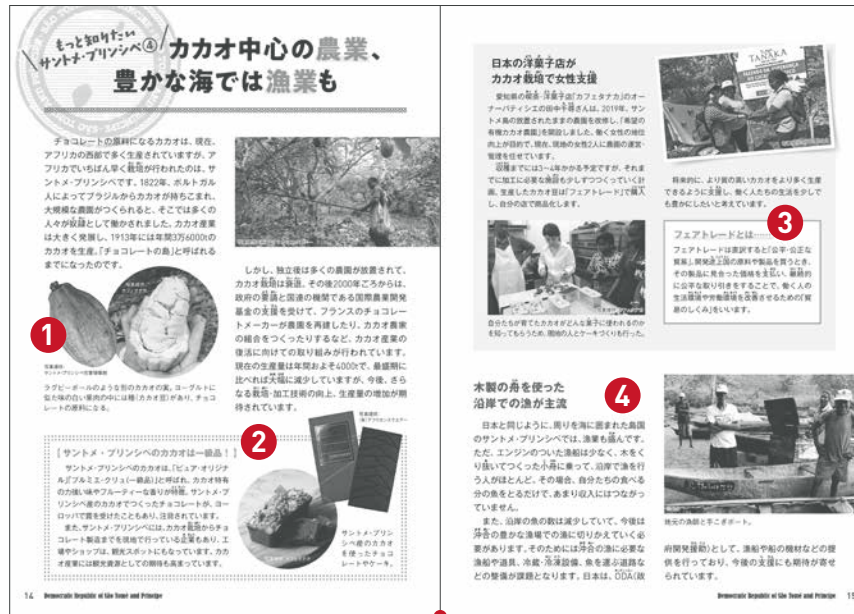 もっと知りたい
サントメ・プリンシペ④
カカオ中心の農業、
豊かな海では漁業も
チョコレートの原料になるカカオは、現在、
アフリカの西部で多く生産されていますが、ア
フリカでいちばん早く栽培が行われたのは、サ
ントメ・プリンシペです。1822年、ポルトガル
人によってブラジルからカカオが持ちこまれ、
大規模な農園がつくられると、そこでは多くの
人々が奴隷として働かされました。カカオ産業
は大きく発展し、1913年には年間3万6000tの
カカオを生産。「チョコレートの島」と呼ばれる
までになったのです。
1
ラグビーボールのような形のカカオの実。ヨーグルトに
似た味の白い果肉の中には種(カカオ豆)があり、チョコ
レートの原料になる。
しかし、独立後は多くの農園が放置されて、
カカオ栽培は衰退。その後2000年ころからは、
政府の要請と国連の機関である国際農業開発
基金の支援を受けて、フランスのチョコレー
トメーカーが農園を再建したり、カカオ農家
の組合をつくったりするなど、カカオ産業の
復活に向けての取り組みが行われています。
現在の生産量は年間およそ4000tで、最盛期に
比べれば大幅に減少していますが、今後、さら
なる栽培・加工技術の向上、生産量の増加が期
待されています。
2
[サントメ・プリンシペのカカオは一級品!]
サントメ・プリンシペのカカオは、「ピュア・オリジナ
ル」「プルミエ・クリュ(一級品)」と呼ばれ、カカオ特有
の力強い味やフルーティーな香りが特徴。サントメ・プリン
シペ産のカカオでつくったチョコレートが、ヨー
ロッパで賞を受けたこともあり、注目されています。
また、サントメ・プリンシペには、カカオ栽培からチョ
コレート製造までを現地で行っている企業もあり、工
場やショップは、観光スポットにもなっています。カカ
オ産業には観光資源としての期待も高まっています。
サントメ・プリン
シペ産のカカオ
を使ったチョコ
レートやケーキ。
14
Democratic Republic of São Tomé and Príncipe
日本の洋菓子店が
カカオ栽培で女性支援
愛知県の喫茶・洋菓子店「カフェタナカ」のオー
ナーパティシエの田中千尋さんは、2019年、サン
トメ島の放置されたままの農園を改修し、「希望の
有機カカオ農園」を開設しました。働く女性の地位
向上が目的で、現在、現地の女性2人に農園の運営・
管理を任せています。
収穫までには3~4年かかる予定ですが、それま
でに加工に必要な施設も少しずつつくっていく計
画。生産したカカオ豆は「フェアトレード」で購入
し、自分の店で商品化します。
TANAKA
自分たちが育てたカカオがどんな菓子に使われるのか
を知ってもらうため、現地の人とケーキづくりも行った。
将来的に、より質の高いカカオをより多く生産
できるように支援し、働く人たちの生活を少しで
も豊かにしたいと考えています。
3
フェアトレードとは
フェアトレードは直訳すると「公平・公正な
貿易」。開発途上国の原料や製品を買うとき、
その製品に見合った価格を支払い、継続的
に公平な取り引きをすることで、働く人の
生活環境や労働環境を改善させるための「貿
易のしくみ」をいいます。
木製の舟を使った
沿岸での漁が主流
4
日本と同じように、周りを海に囲まれた島国
のサントメ・プリンシペでは、漁業も盛んです。
ただ、エンジンのついた漁船は少なく、木をく
り抜いてつくった小舟に乗って、沿岸で漁を行
う人がほとんど。その場合、自分たちの食べる
分の魚をとるだけで、あまり収入にはつながっ
ていません。
また、沿岸の魚の数は減少していて、今後は
沖合の豊かな漁場での漁に切りかえていく必
要があります。そのためには沖合の漁に必要な
漁船や道具、冷蔵・冷凍設備、魚を運ぶ道路な
どの整備が課題となります。日本は、ODA(政
地元の漁師と手こぎボート。
府開発援助)として、漁船や船の機材などの提
供を行っており、今後の支援にも期待が寄せ
られています。
Democratic Republic of São Tomé and Príncipe
15